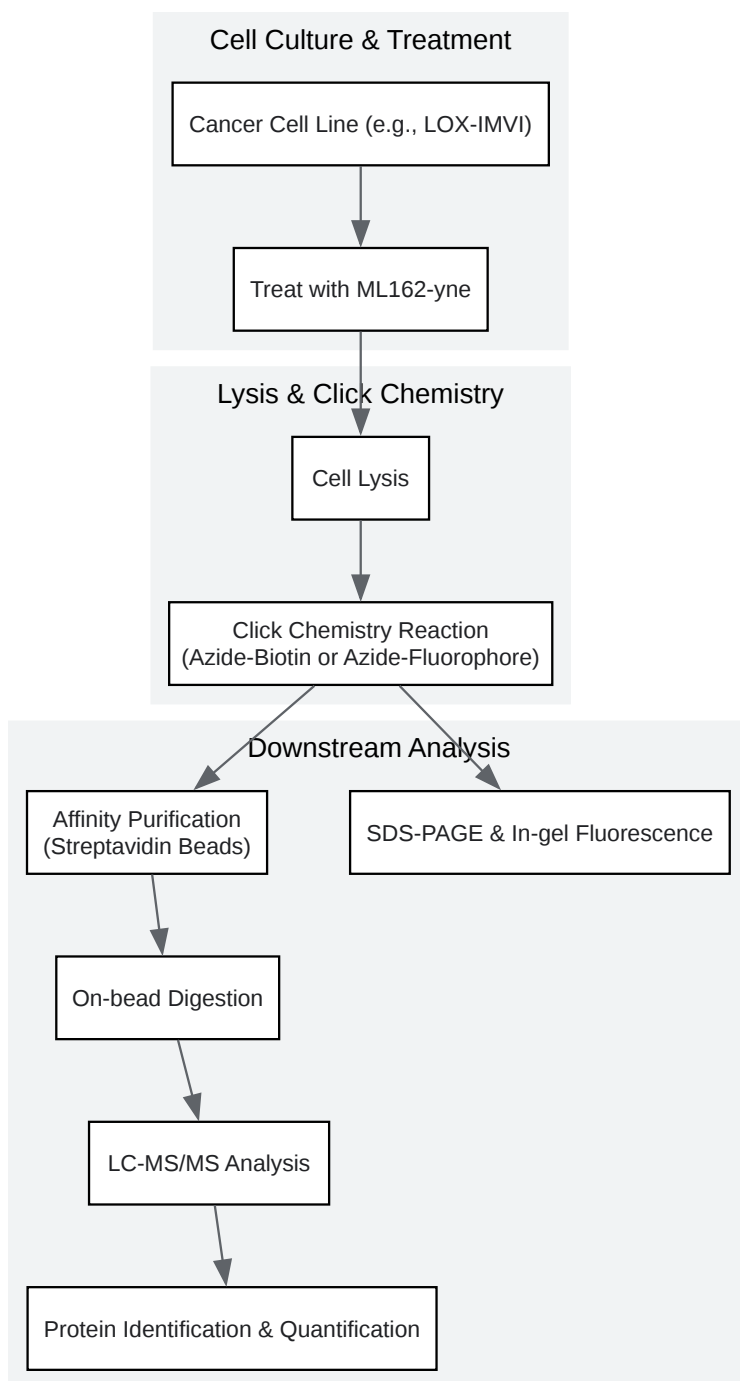 Cell Culture & Treatment
Cancer Cell Line (e.g., LOX-IMVI)
Treat with ML162-yne
Lysis & Click Chemistry
Cell Lysis
Click Chemistry Reaction
(Azide-Biotin or Azide-Fluorophore)
Downstream Analysis
Affinity Purification
(Streptavidin Beads)
SDS-PAGE & In-gel Fluorescence
On-bead Digestion
LC-MS/MS Analysis
Protein Identification & Quantification